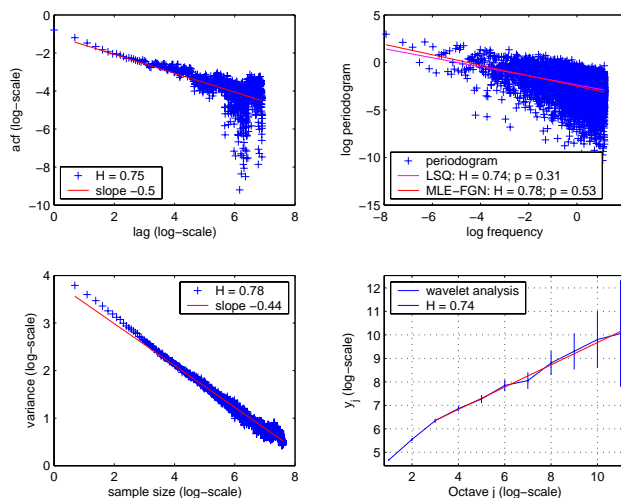 0
−2
−4
−6
−8
−10
0 2 4 6 8
acf (log−scale)
lag (log−scale)
H = 0.75
slope −0.5
5
0
−5
−10
−15
−8 −6 −4 −2 0
log periodogram
log frequency
periodogram
LSQ: H = 0.74; p = 0.31
MLE−FGN: H = 0.78; p = 0.53
4
3
2
1
0
0 2 4 6 8
variance (log−scale)
sample size (log−scale)
H = 0.78
slope −0.44
12
11
10
9
8
7
6
5
2 4 6 8 10
y_j (log−scale)
Octave j (log−scale)
wavelet analysis
H = 0.74